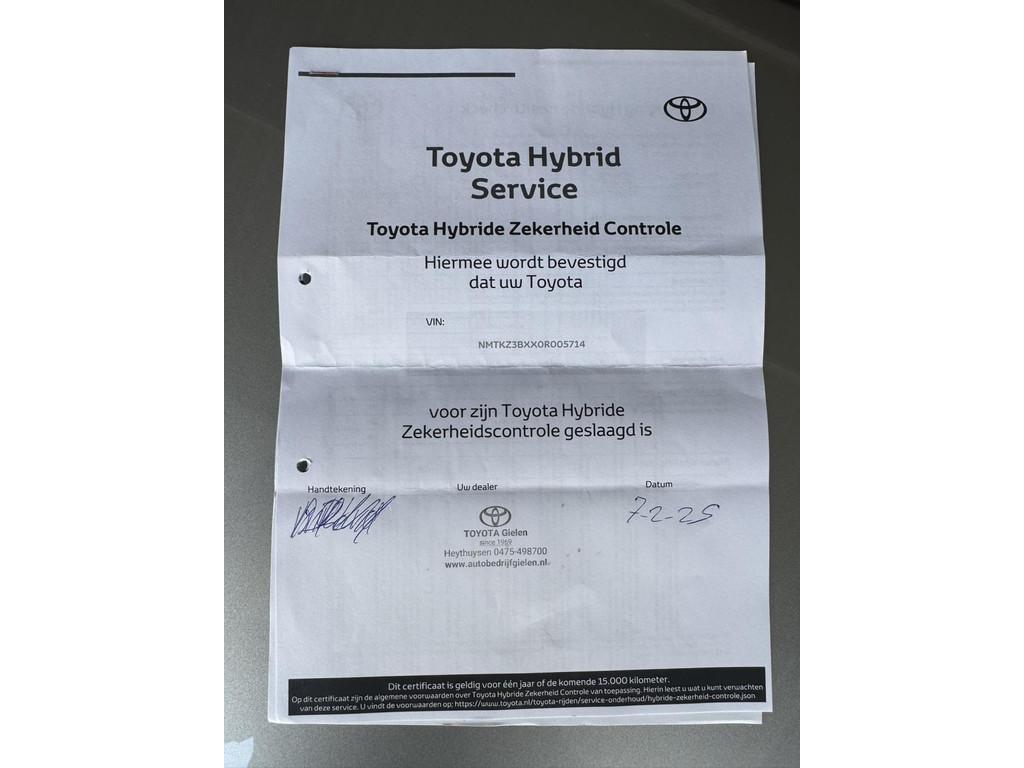 Toyota Hybrid
Service
Toyota Hybride Zekerheid Controle
Hiermee wordt bevestigd
dat uw Toyota
VIN:
NMTKZ3BXX0R005714
voor zijn Toyota Hybride
Zekerheidscontrole geslaagd is
Handtekening Uw dealer Datum
7-2-25
TOYOTA Gielen
since 1969
Heythuysen 0475-498700
www.autobedrijfgielen.nl
Dit certificaat is geldig voor één jaar of de komende 15.000 kilometer.
Op dit certificaat zijn de algemene voorwaarden over Toyota Hybride Zekerheid Controle van toepassing. Hierin leest u wat u kunt verwachten
van deze service. U vindt de voorwaarden op; https://www.toyota.nl/toyota-rijden/service-onderhoud/hybride-zekerheid-controle.json